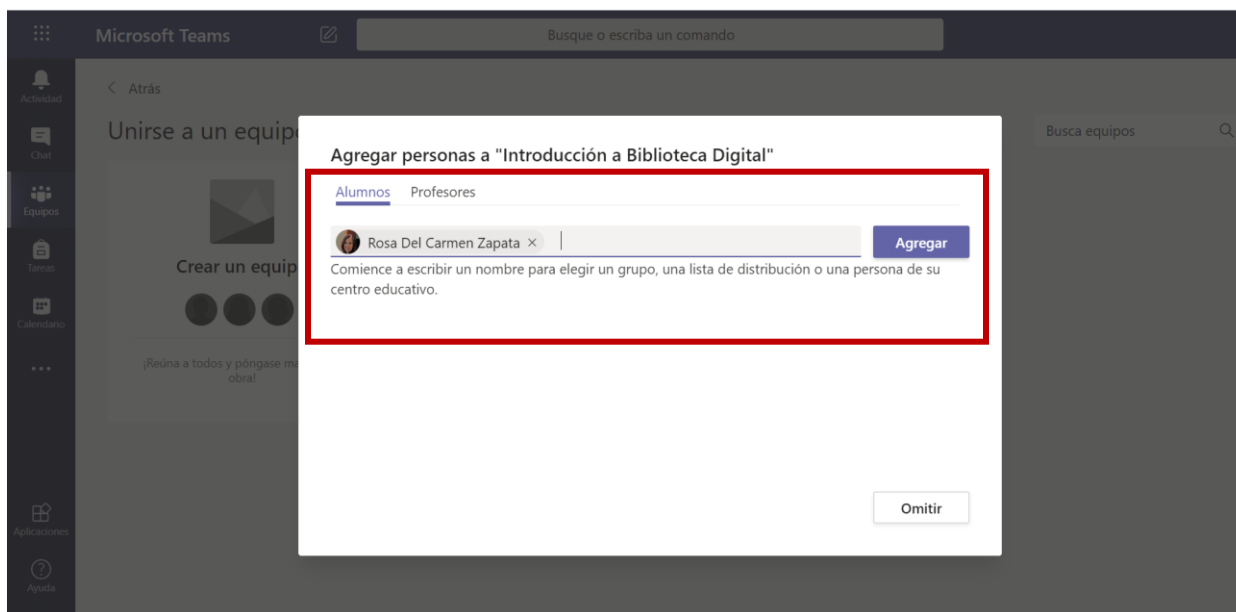 Microsoft Teams
Busque o escriba un comando
Actividad
Chat
Equipos
Tareas
Calendario
Aplicaciones
Ayuda
Atrás
Unirse a un equip
Busca equipos
Crear un equip
¡Reúna a todos y póngase
obra!
Agregar personas a "Introducción a Biblioteca Digital"
Alumnos Profesores
Rosa Del Carmen Zapata ×
Agregar
Comience a escribir un nombre para elegir un grupo, una lista de distribución o una persona de su
centro educativo.
Omitir